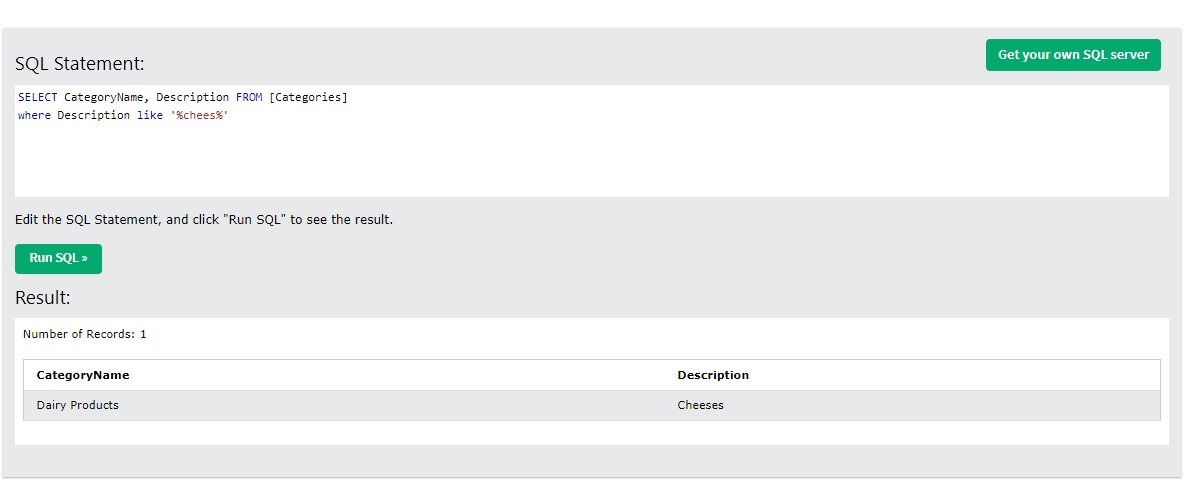 Get your own SQL server
SQL Statement:
SELECT CategoryName, Description FROM [Categories]
where Description like '%chees%'
Edit the SQL Statement, and click "Run SQL" to see the result.
Run SQL »
Result:
Number of Records: 1
CategoryName Description
Dairy Products Cheeses